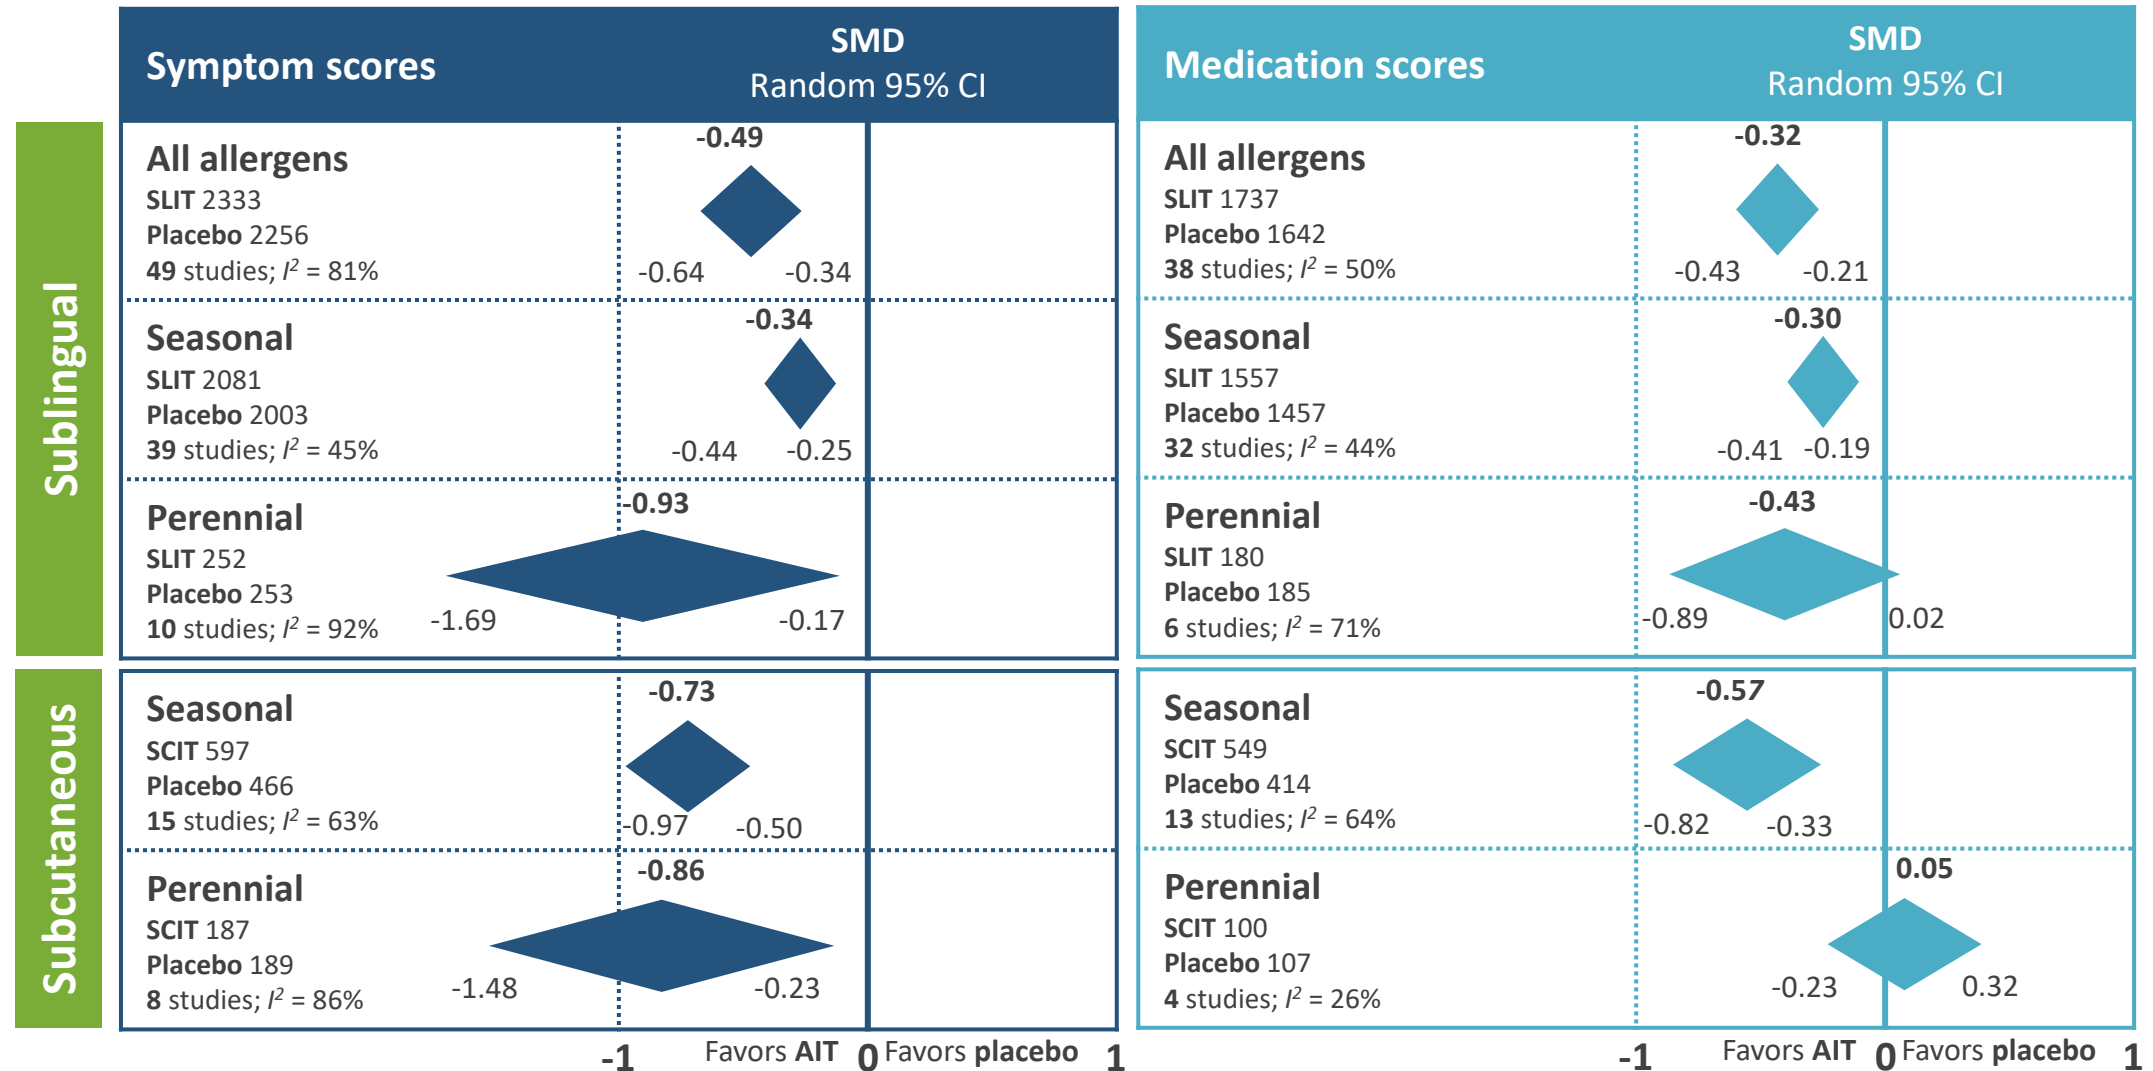 Symptom scores
SMD
Random 95% CI
Sublingual
All allergens
SLIT 2333
Placebo 2256
49 studies; I² = 81%
-0.49
-0.64
-0.34
Seasonal
SLIT 2081
Placebo 2003
39 studies; I² = 45%
-0.34
-0.44
-0.25
Perennial
SLIT 252
Placebo 253
10 studies; I² = 92%
-0.93
-1.69
-0.17
Subcutaneous
Seasonal
SCIT 597
Placebo 466
15 studies; I² = 63%
-0.73
-0.97
-0.50
Perennial
SCIT 187
Placebo 189
8 studies; I² = 86%
-0.86
-1.48
-0.23
-1
Favors AIT
0
Favors placebo
1
Medication scores
SMD
Random 95% CI
All allergens
SLIT 1737
Placebo 1642
38 studies; I² = 50%
-0.32
-0.43
-0.21
Seasonal
SLIT 1557
Placebo 1457
32 studies; I² = 44%
-0.30
-0.41
-0.19
Perennial
SLIT 180
Placebo 185
6 studies; I² = 71%
-0.43
-0.89
0.02
Seasonal
SCIT 549
Placebo 414
13 studies; I² = 64%
-0.57
-0.82
-0.33
Perennial
SCIT 100
Placebo 107
4 studies; I² = 26%
0.05
-0.23
0.32
-1
Favors AIT
0
Favors placebo
1